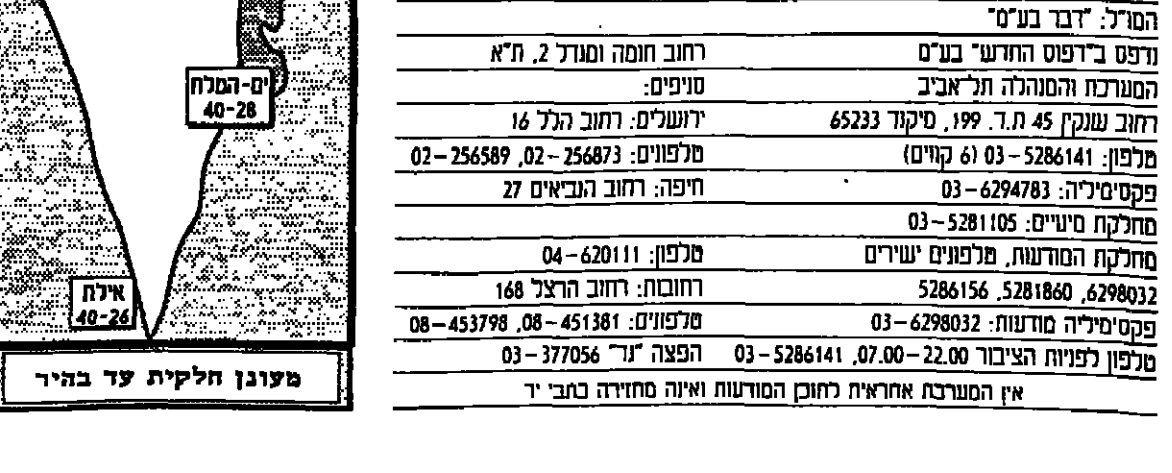 המו"ל: "דבר בע"מ"
נדפס ב"דפוס החדש" בע"מ רחוב חומה ומגדל 2, ת"א
המערכת והמנהלה תל־אביב סניפים:
רחוב שנקין 45 ת.ד. 199, מיקוד 65233 ירושלים: רחוב הלל 16
טלפון: 03-5286141 (6 קווים) טלפונים: 02-256873, 02-256589
פקסימיליה: 03-6294783 חיפה: רחוב הנביאים 27
מחלקת מינויים: 03-5281105
מחלקת המודעות, טלפונים ישירים טלפון: 04-620111
5286156, 5281860, 6298032 רחובות: רחוב הרצל 168
פקסימיליה מודעות: 03-6298032 טלפונים: 08-451381, 08-453798
טלפון לפניות הציבור 07.00-22.00, 03-5286141 הפצה "גד" 03-377056
אין המערכת אחראית לתוכן המודעות ואינה מחזירה כתבי יד
ים-המלח
40-28
אילת
40-26
מעונן חלקית עד בהיר